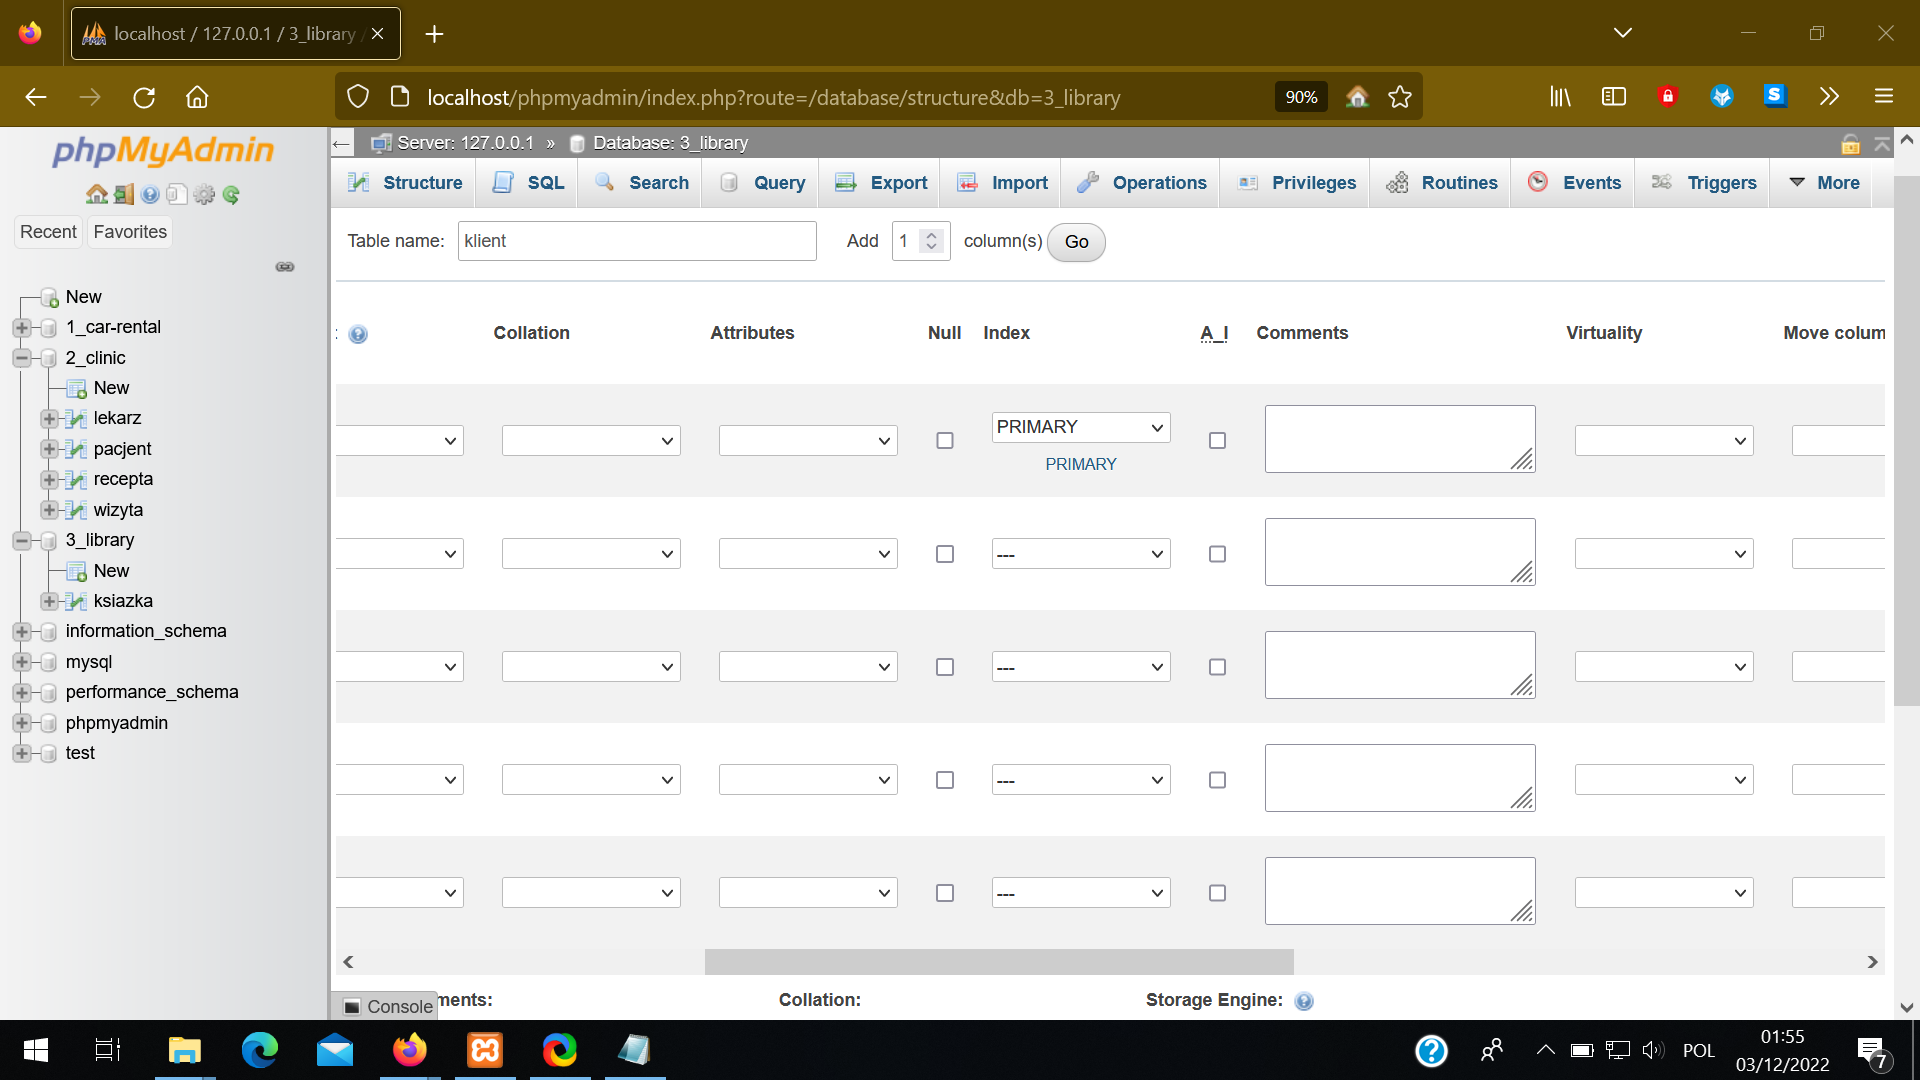 localhost / 127.0.0.1 / 3_library /
localhost/phpmyadmin/index.php?route=/database/structure&db=3_library
90%
phpMyAdmin
Recent
Favorites
New
1_car-rental
2_clinic
New
lekarz
pacjent
recepta
wizyta
3_library
New
ksiazka
information_schema
mysql
performance_schema
phpmyadmin
test
Server: 127.0.0.1 » Database: 3_library
Structure
SQL
Search
Query
Export
Import
Operations
Privileges
Routines
Events
Triggers
More
Table name: klient
Add 1 column(s) Go
Collation
Attributes
Null
Index
A_I
Comments
Virtuality
Move colum
PRIMARY
PRIMARY
---
---
---
---
Console
ments:
Collation:
Storage Engine:
POL
01:55
03/12/2022
7